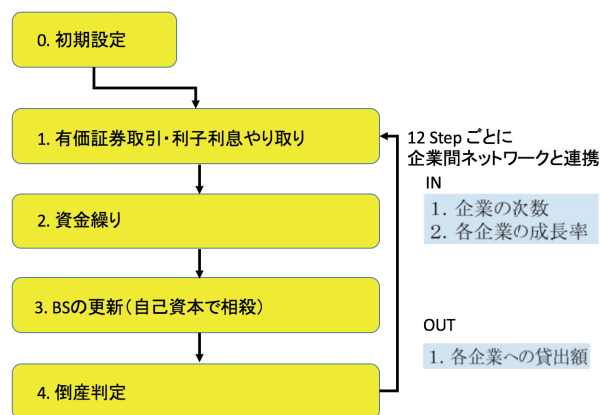 0. 初期設定
1. 有価証券取引・利子利息やり取り
2. 資金繰り
3. BSの更新（自己資本で相殺）
4. 倒産判定
12 Step ごとに
企業間ネットワークと連携
IN
1. 企業の次数
2. 各企業の成長率
OUT
1. 各企業への貸出額